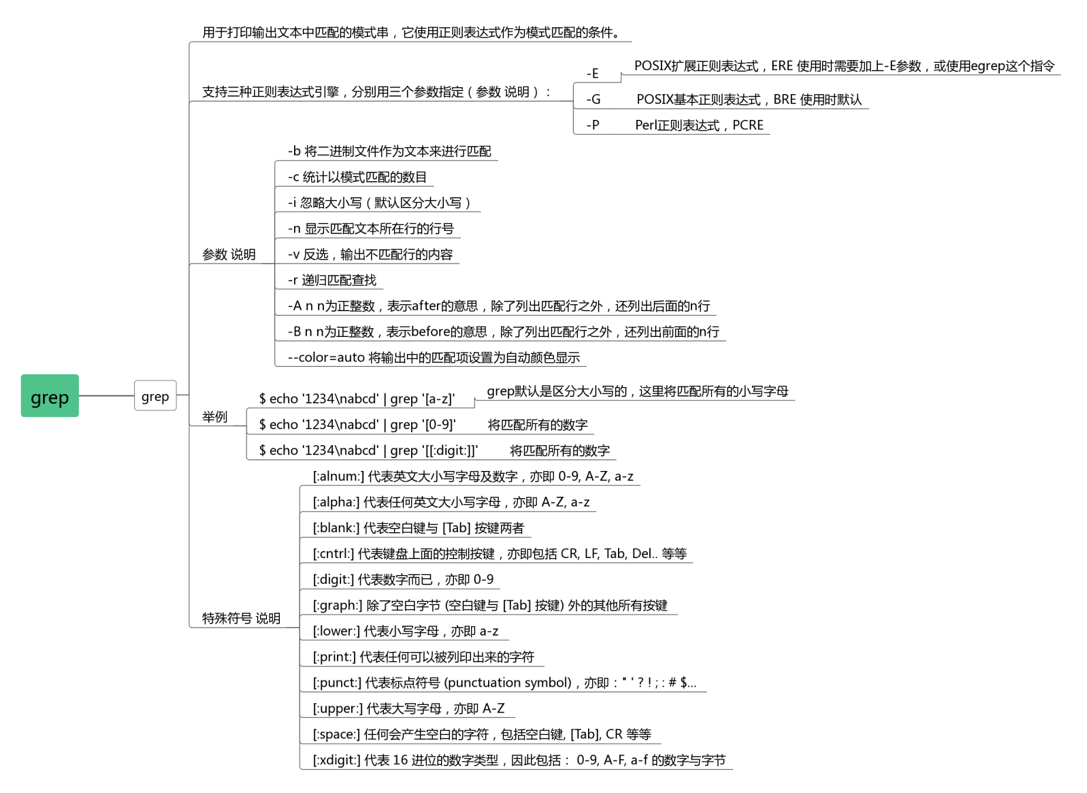 grep
grep
用于打印输出文本中匹配的模式串，它使用正则表达式作为模式匹配的条件。
支持三种正则表达式引擎，分别用三个参数指定（参数 说明）：
-E POSIX扩展正则表达式，ERE 使用时需要加上-E参数，或使用egrep这个指令
-G POSIX基本正则表达式，BRE 使用时默认
-P Perl正则表达式，PCRE
参数 说明
-b 将二进制文件作为文本来进行匹配
-c 统计以模式匹配的数目
-i 忽略大小写（默认区分大小写）
-n 显示匹配文本所在行的行号
-v 反选，输出不匹配行的内容
-r 递归匹配查找
-A n n为正整数，表示after的意思，除了列出匹配行之外，还列出后面的n行
-B n n为正整数，表示before的意思，除了列出匹配行之外，还列出前面的n行
--color=auto 将输出中的匹配项设置为自动颜色显示
举例
$ echo '1234\nabcd' | grep '[a-z]' grep默认是区分大小写的，这里将匹配所有的小写字母
$ echo '1234\nabcd' | grep '[0-9]' 将匹配所有的数字
$ echo '1234\nabcd' | grep '[[:digit:]]' 将匹配所有的数字
特殊符号 说明
[:alnum:] 代表英文大小写字母及数字，亦即 0-9, A-Z, a-z
[:alpha:] 代表任何英文大小写字母，亦即 A-Z, a-z
[:blank:] 代表空白键与 [Tab] 按键两者
[:cntrl:] 代表键盘上面的控制按键，亦即包括 CR, LF, Tab, Del.. 等等
[:digit:] 代表数字而已，亦即 0-9
[:graph:] 除了空白字节 (空白键与 [Tab] 按键) 外的其他所有按键
[:lower:] 代表小写字母，亦即 a-z
[:print:] 代表任何可以被列印出来的字符
[:punct:] 代表标点符号 (punctuation symbol)，亦即：" ' ? ! ; : # $...
[:upper:] 代表大写字母，亦即 A-Z
[:space:] 任何会产生空白的字符，包括空白键, [Tab], CR 等等
[:xdigit:] 代表 16 进位的数字类型，因此包括： 0-9, A-F, a-f 的数字与字节